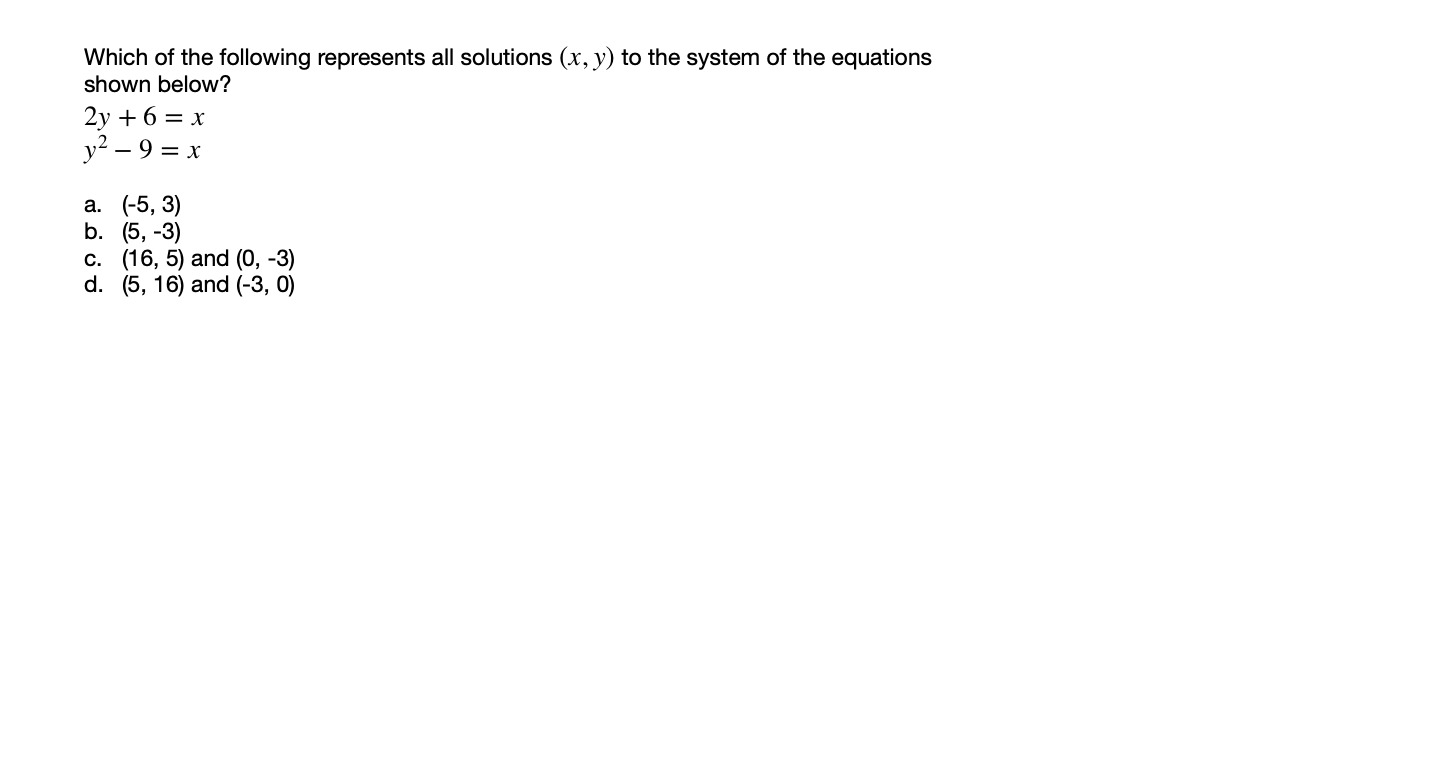 Which of the following represents all solutions (x, y) to the system of the equations
shown below?
2y + 6 = x
y² – 9 = x
a. (-5, 3)
b. (5, -3)
c. (16, 5) and (0, -3)
d. (5, 16) and (-3, 0)